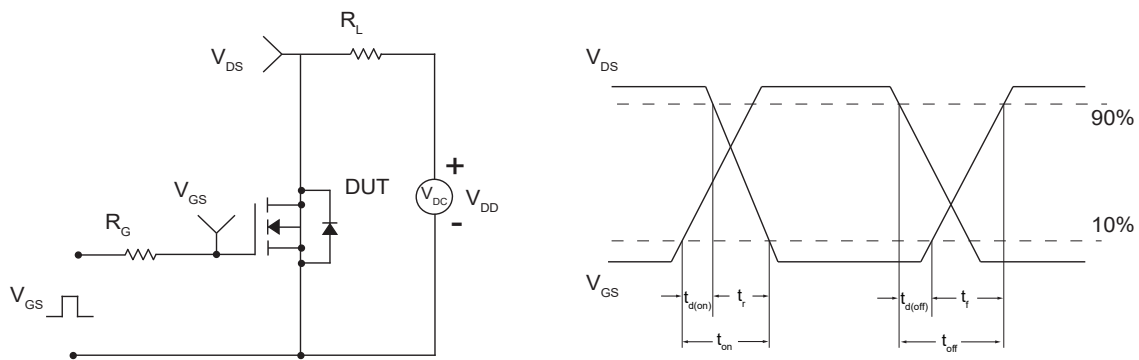 R_L
V_DS
DUT
V_GS
R_G
V_GS
+
V_DC
-
V_DD
V_DS
90%
10%
V_GS
t_d(on)
t_r
t_on
t_d(off)
t_f
t_off